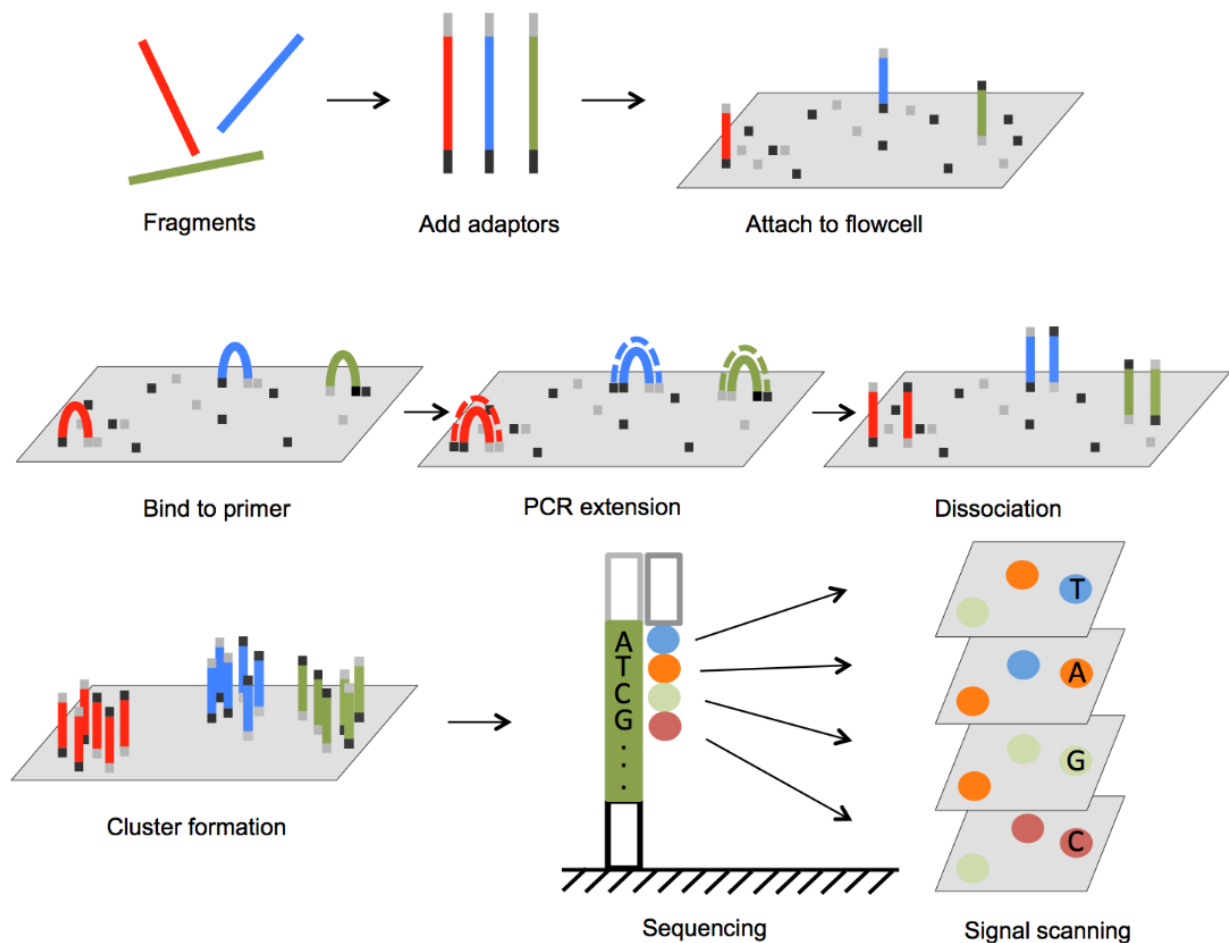 Fragments
Add adaptors
Attach to flowcell
Bind to primer
PCR extension
Dissociation
A
T
C
G
.
.
.
T
A
G
C
Cluster formation
Sequencing
Signal scanning